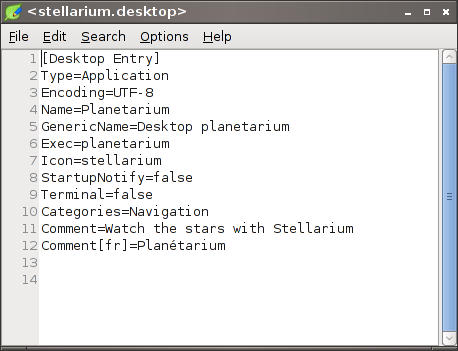 <stellarium.desktop>
File Edit Search Options Help
1 [Desktop Entry]
2 Type=Application
3 Encoding=UTF-8
4 Name=Planetarium
5 GenericName=Desktop planetarium
6 Exec=planetarium
7 Icon=stellarium
8 StartupNotify=false
9 Terminal=false
10 Categories=Navigation
11 Comment=Watch the stars with Stellarium
12 Comment[fr]=Planétarium
13
14